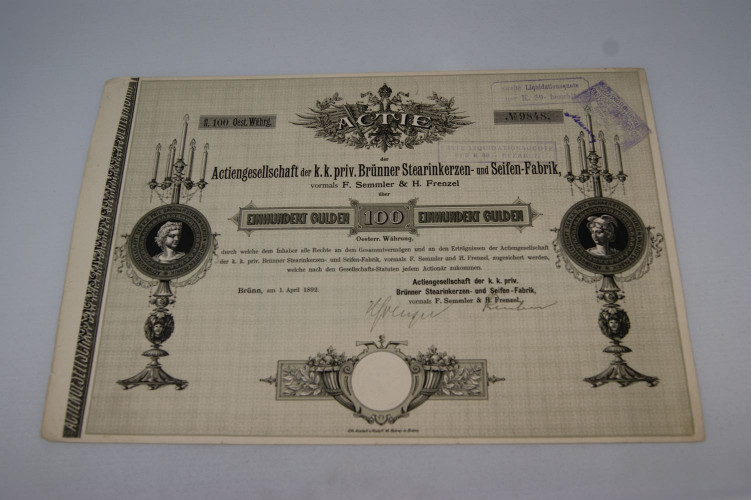 ACTIE
fl. 100 Oest. Währg.
№ 9848.
der
Actiengesellschaft der k. k. priv. Brünner Stearinkerzen- und Seifen-Fabrik,
vormals F. Semmler & H. Frenzel
über
EINHUNDERT GULDEN 100 EINHUNDERT GULDEN
Oesterr. Währung,
durch welche dem Inhaber alle Rechte an dem Gesammtvermögen und an den Erträgnissen der Actiengesellschaft
der k. k. priv. Brünner Stearinkerzen- und Seifen-Fabrik, vormals F. Semmler und H. Frenzel, zugesichert werden,
welche nach den Gesellschafts-Statuten jedem Actionär zukommen.
Brünn, am 1. April 1892.
Actiengesellschaft der k. k. priv.
Brünner Stearinkerzen- und Seifen-Fabrik,
vormals F. Semmler & H. Frenzel.